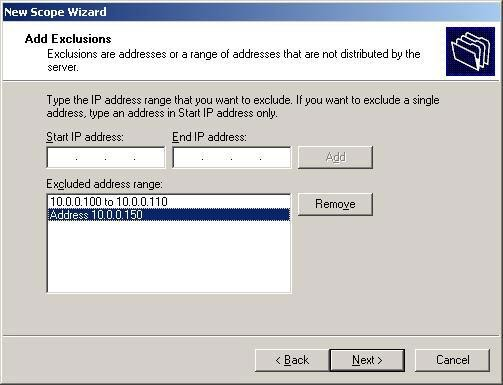 New Scope Wizard
Add Exclusions
Exclusions are addresses or a range of addresses that are not distributed by the
server.
Type the IP address range that you want to exclude. If you want to exclude a single
address, type an address in Start IP address only.
Start IP address: End IP address:
. . . . . . Add
Excluded address range:
10.0.0.100 to 10.0.0.110 Remove
Address 10.0.0.150
< Back Next > Cancel